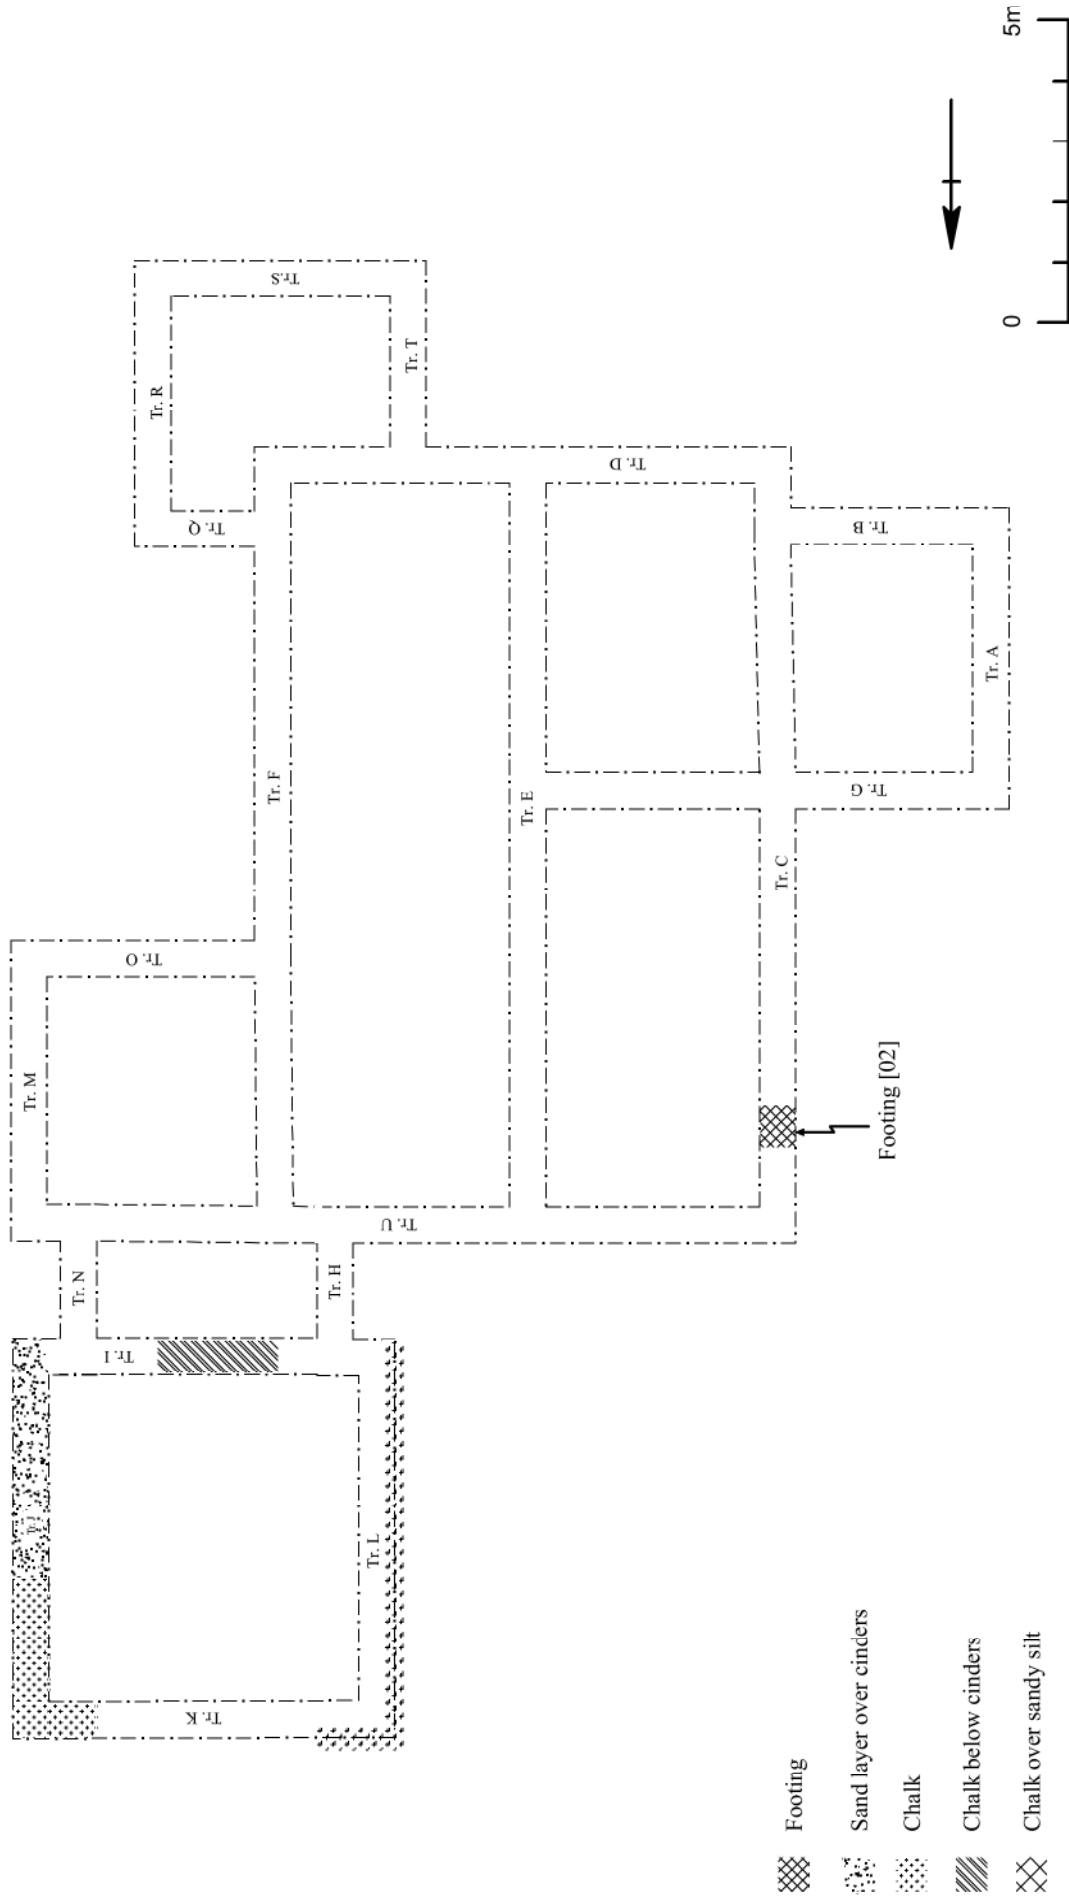 5m
0
Tr.S
Tr. T
Tr. R
Tr. Q
Tr. D
Tr. B
Tr. A
Tr. F
Tr. E
Tr. G
Tr. C
Tr. O
Tr. M
Footing [02]
Tr. U
Tr. N
Tr. H
Tr. I
Tr. J
Tr. L
Tr. K
Footing
Sand layer over cinders
Chalk
Chalk below cinders
Chalk over sandy silt